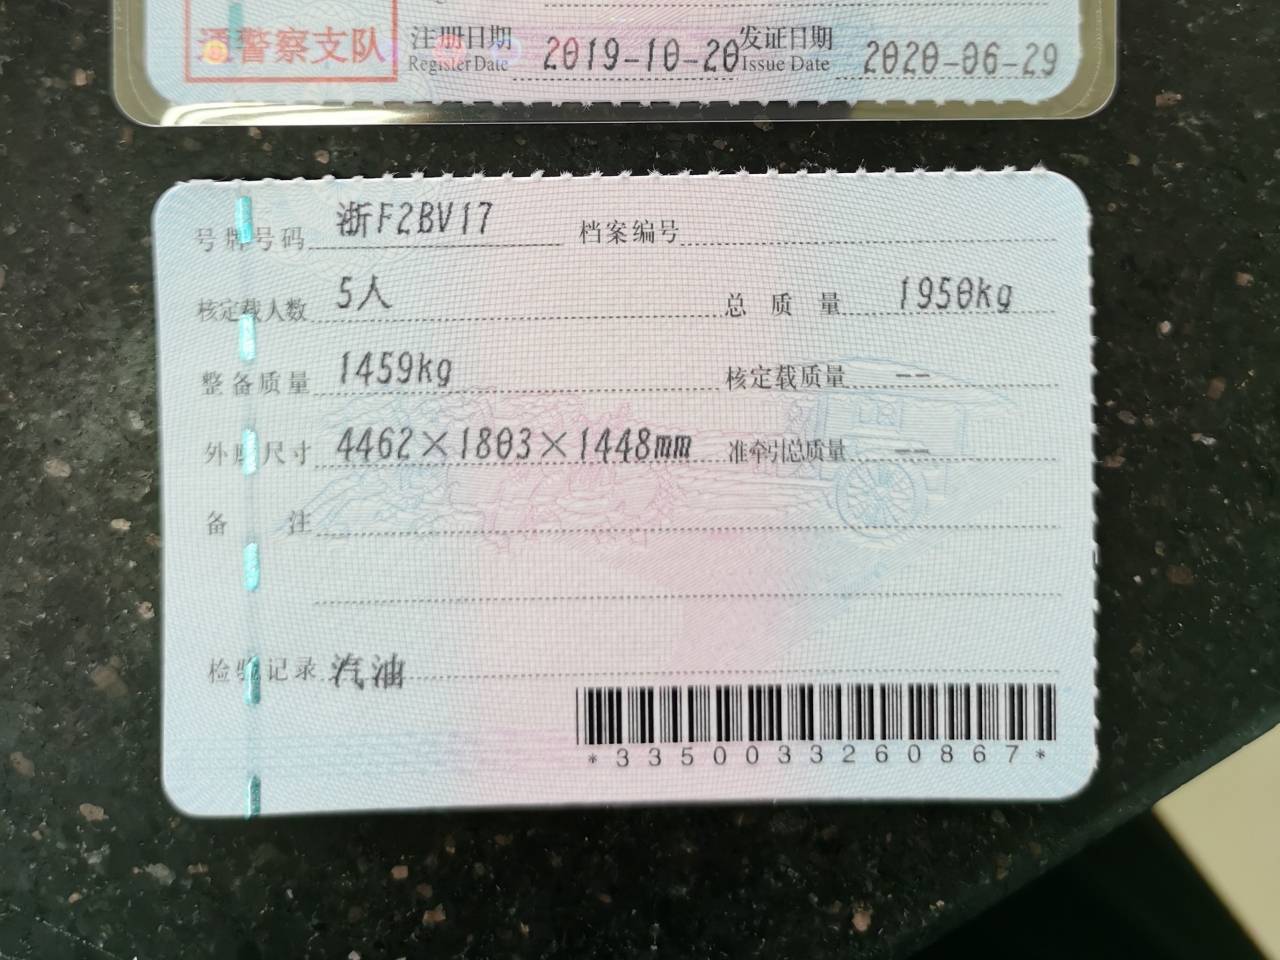 通警察支队
注册日期 2019-10-20 发证日期 2020-06-29
Register Date Issue Date
号牌号码 浙F2BV17 档案编号
核定载人数 5人 总质量 1950kg
整备质量 1459kg 核定载质量 --
外廓尺寸 4462×1803×1448mm 准牵引总质量 --
备注
检验记录 汽油
*3350033260867*